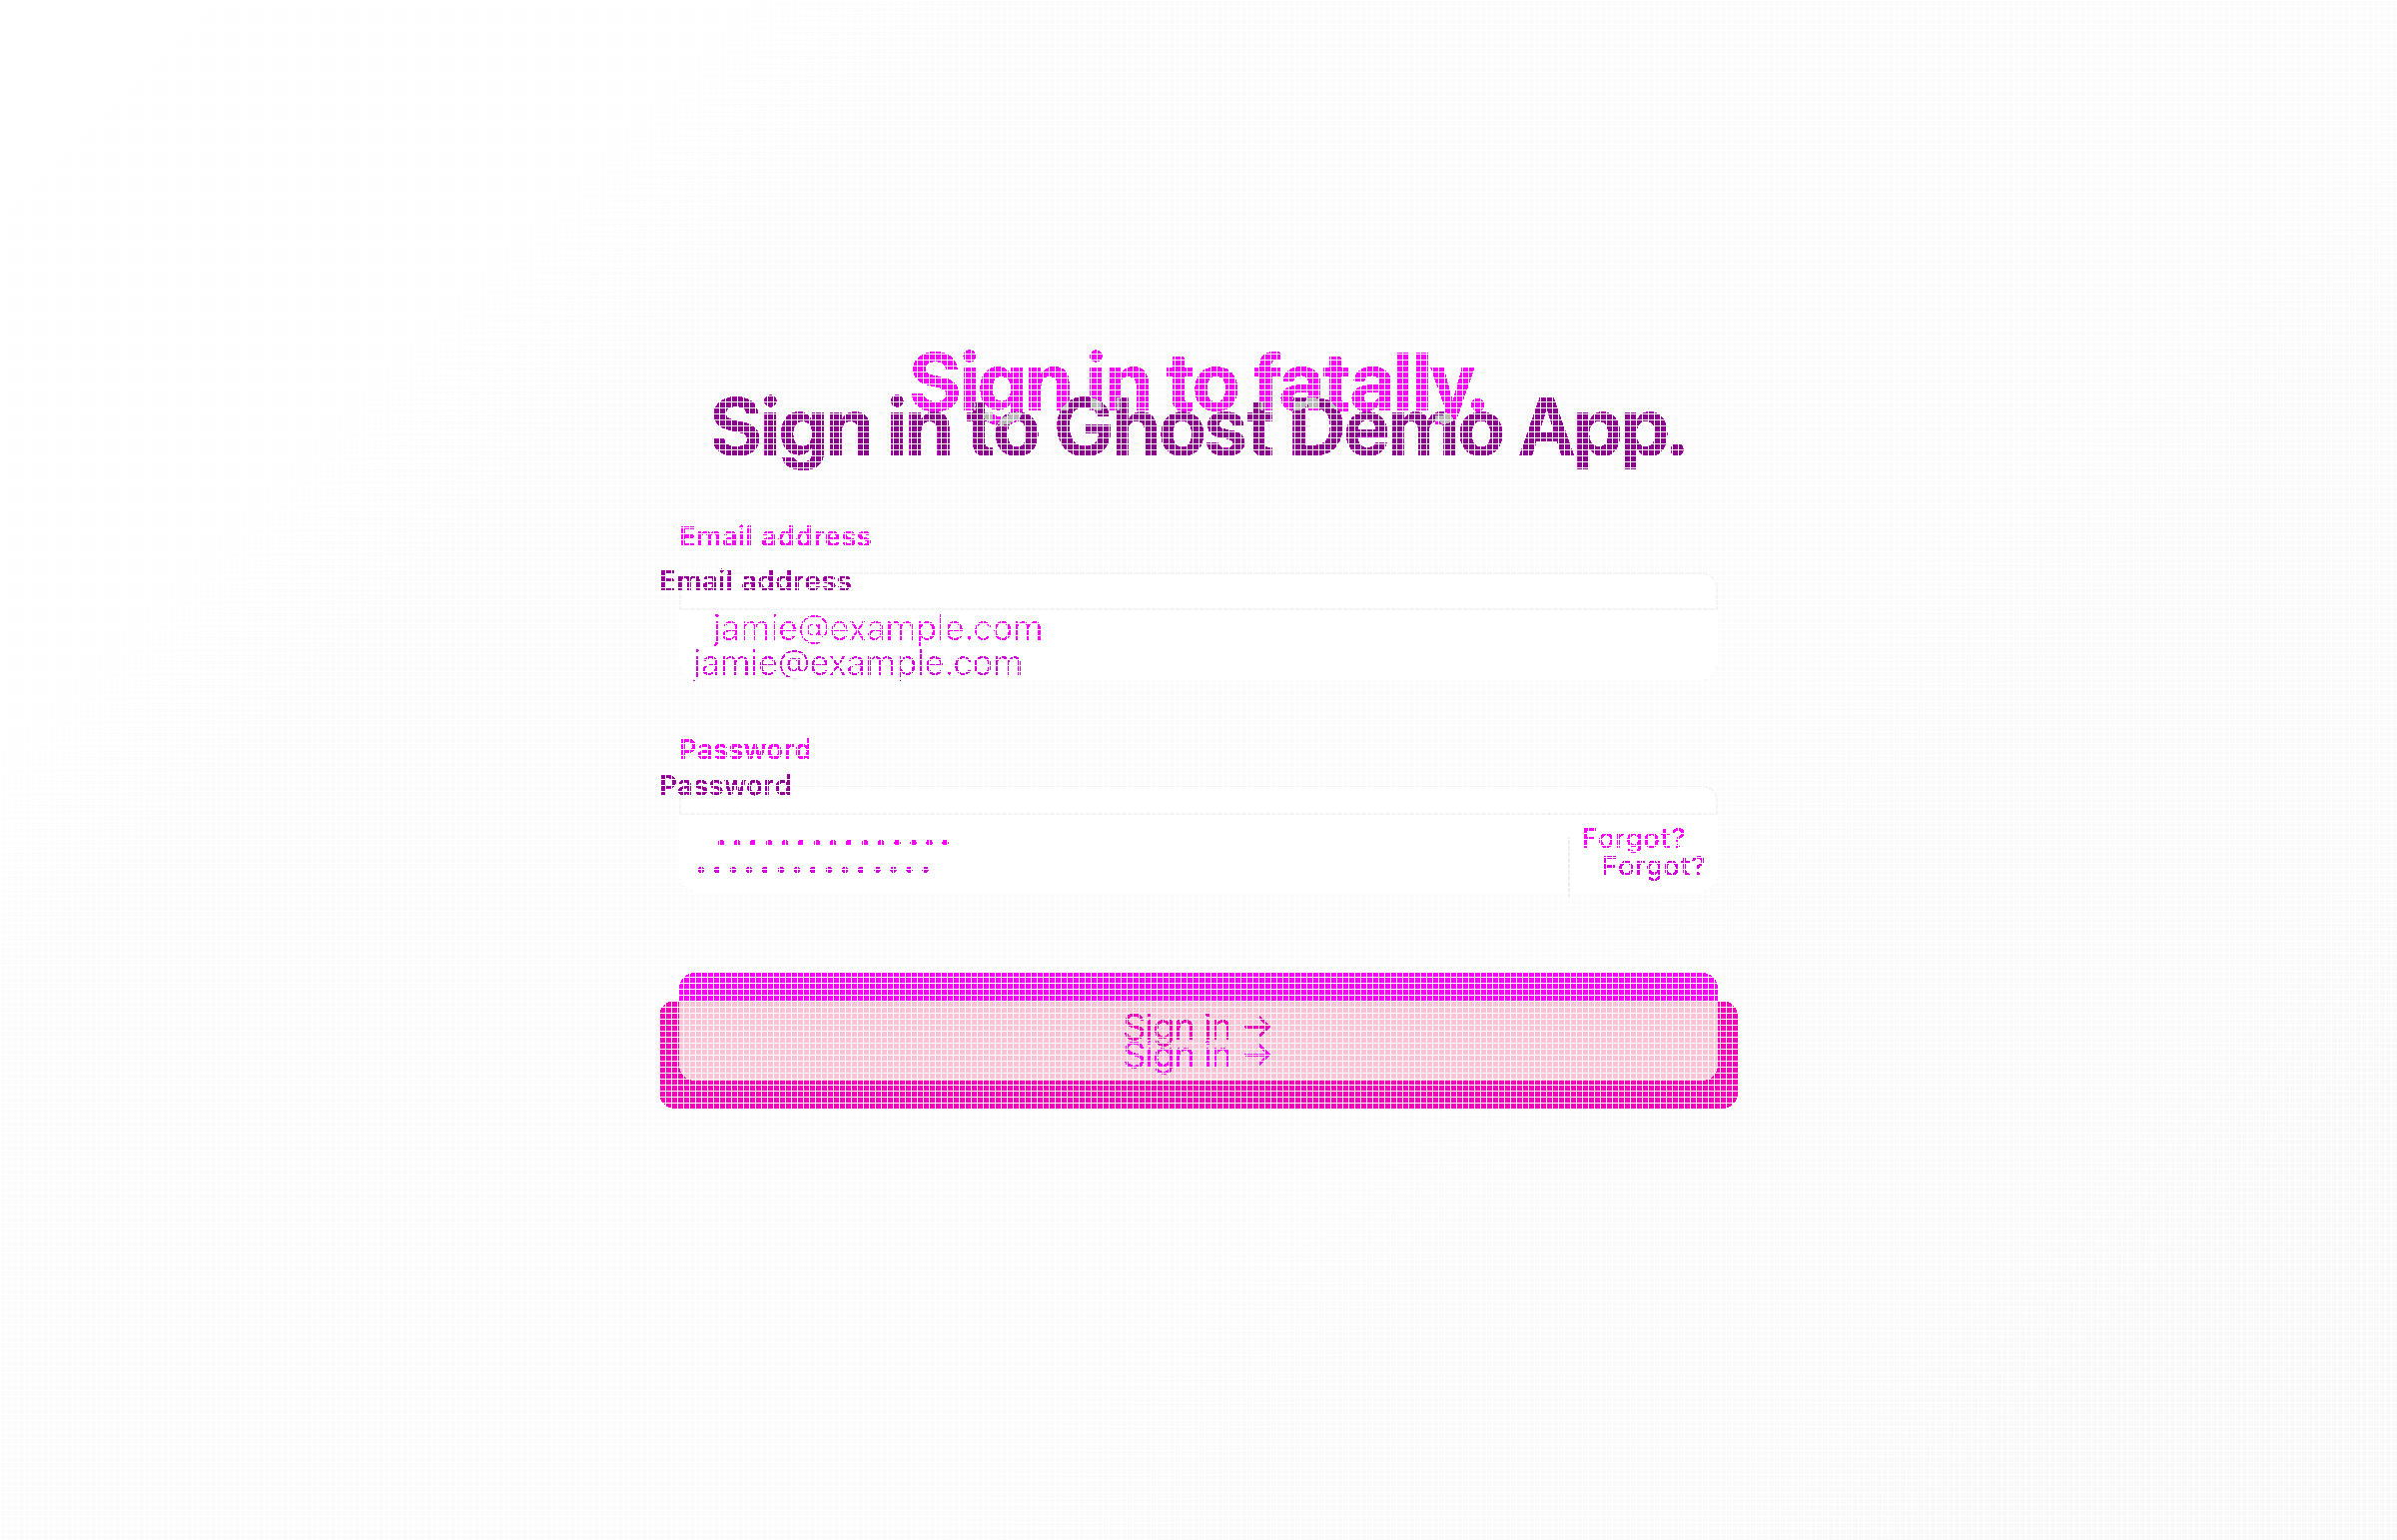 Sign in to fatally.
Sign in to Ghost Demo App.
Email address
Email address
jamie@example.com
jamie@example.com
Password
Password
•••••••••••••••
Forgot?
•••••••••••••••
Forgot?
Sign in →
Sign in →